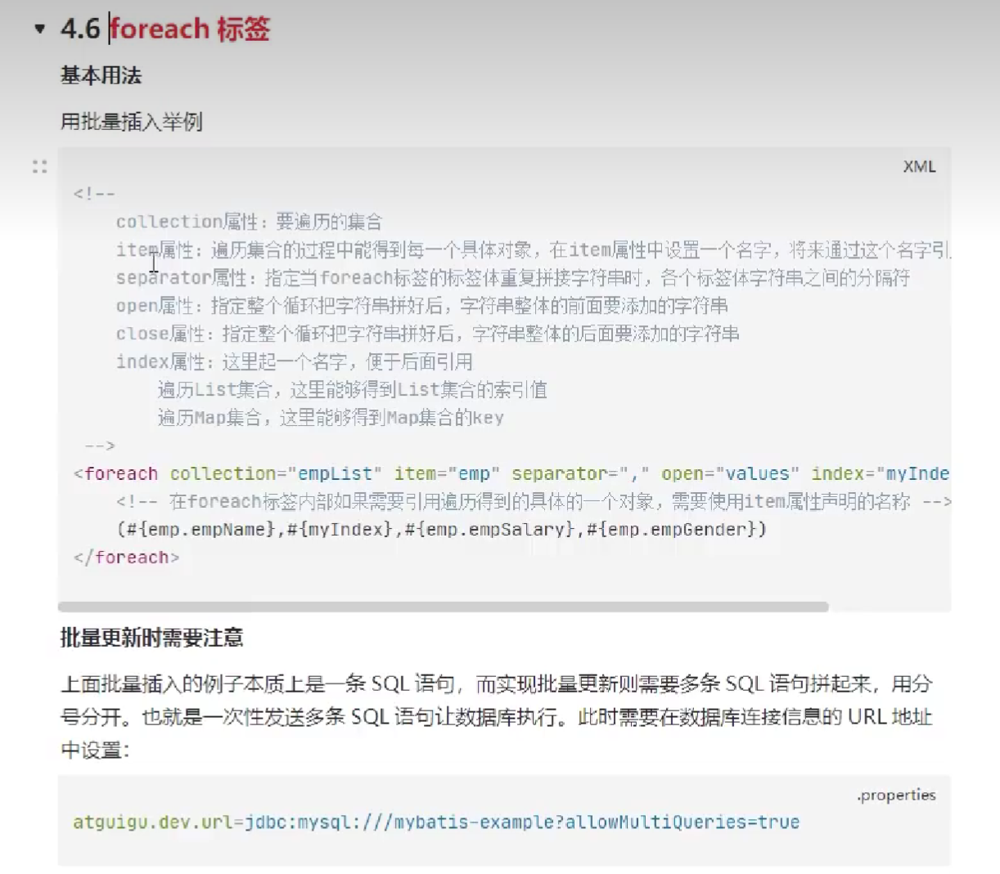 4.6 foreach 标签
基本用法
用批量插入举例
XML
<!--
collection属性：要遍历的集合
item属性：遍历集合的过程中能得到每一个具体对象，在item属性中设置一个名字，将来通过这个名字引
separator属性：指定当foreach标签的标签体重复拼接字符串时，各个标签体字符串之间的分隔符
open属性：指定整个循环把字符串拼好后，字符串整体的前面要添加的字符串
close属性：指定整个循环把字符串拼好后，字符串整体的后面要添加的字符串
index属性：这里起一个名字，便于后面引用
遍历List集合，这里能够得到List集合的索引值
遍历Map集合，这里能够得到Map集合的key
-->
<foreach collection="empList" item="emp" separator="," open="values" index="myInde
<!-- 在foreach标签内部如果需要引用遍历得到的具体的一个对象，需要使用item属性声明的名称 -->
(#{emp.empName},#{myIndex},#{emp.empSalary},#{emp.empGender})
</foreach>
批量更新时需要注意
上面批量插入的例子本质上是一条 SQL 语句，而实现批量更新则需要多条 SQL 语句拼起来，用分
号分开。也就是一次性发送多条 SQL 语句让数据库执行。此时需要在数据库连接信息的 URL 地址
中设置：
.properties
atguigu.dev.url=jdbc:mysql:///mybatis-example?allowMultiQueries=true